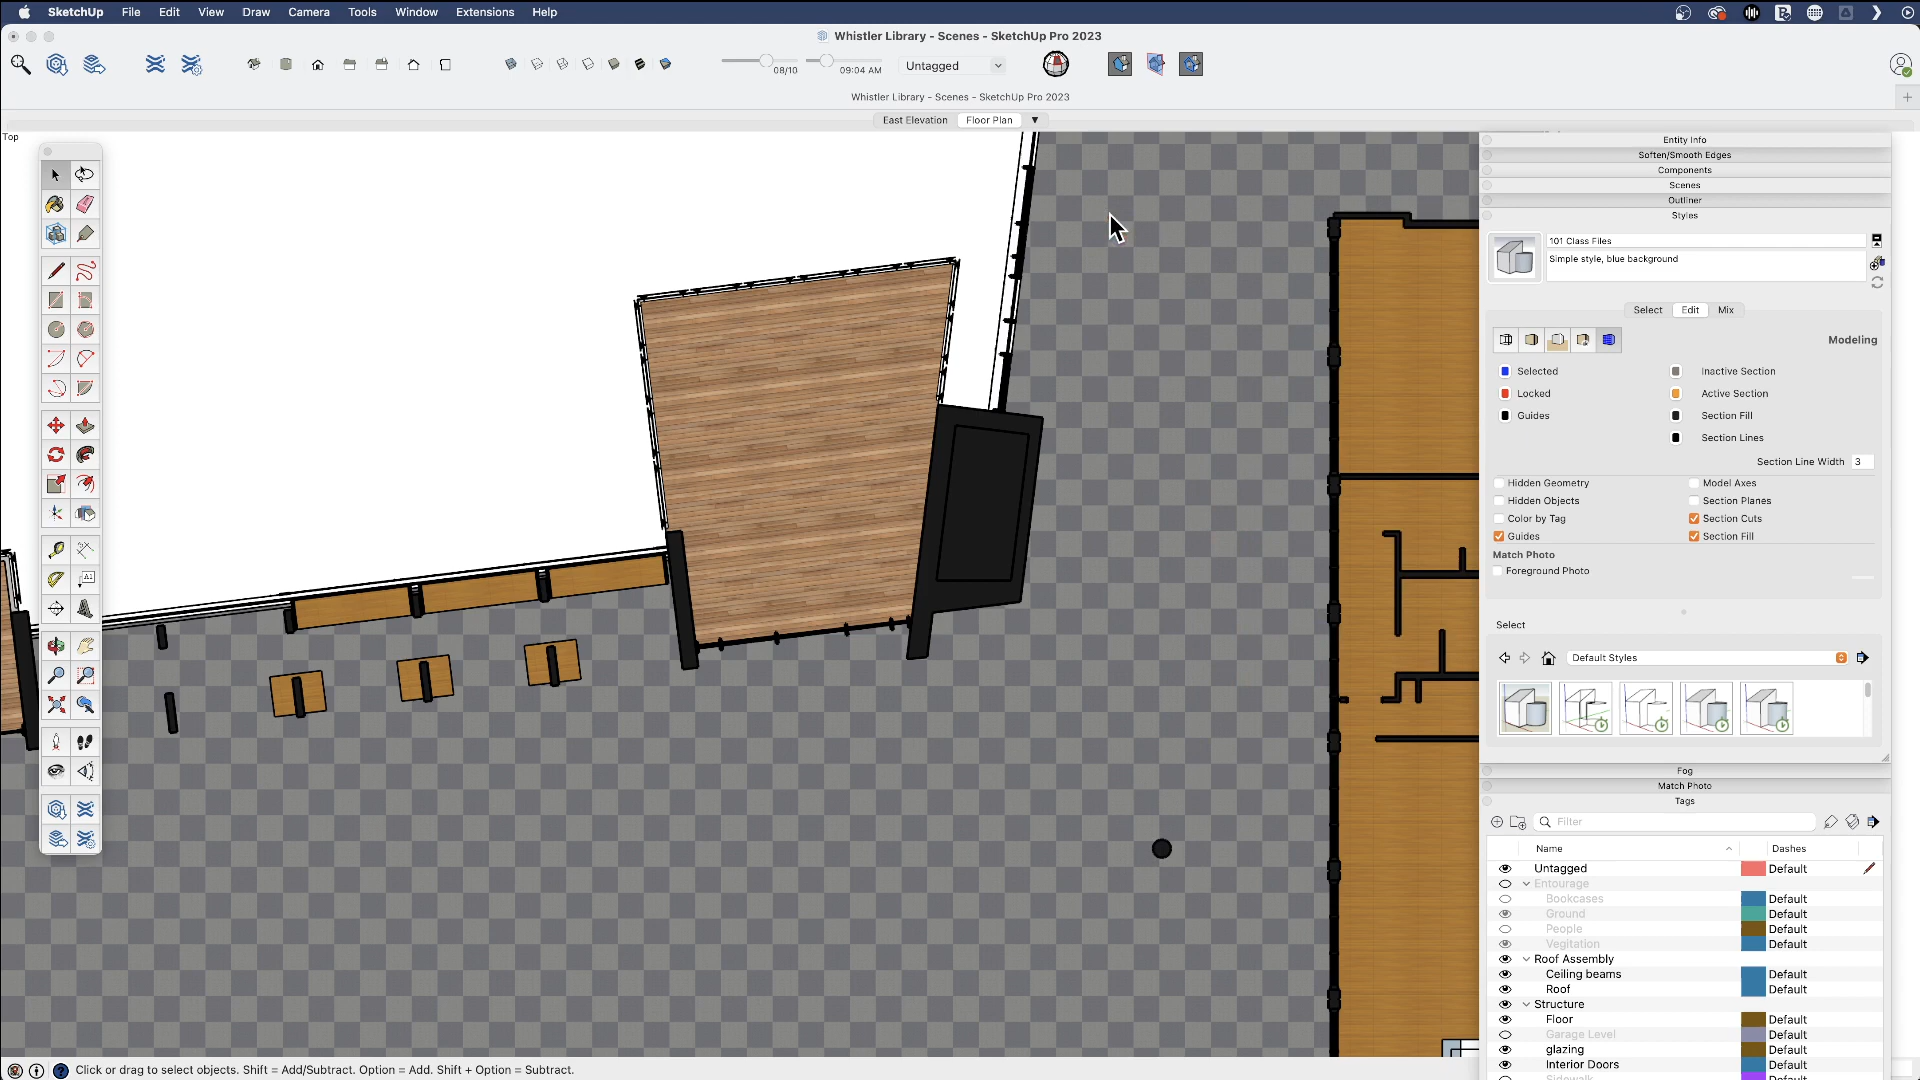 SketchUp File Edit View Draw Camera Tools Window Extensions Help
Whistler Library - Scenes - SketchUp Pro 2023
08/10 09:04 AM Untagged
Whistler Library - Scenes - SketchUp Pro 2023
East Elevation Floor Plan
Top
A1
Entity Info
Soften/Smooth Edges
Components
Scenes
Outliner
Styles
101 Class Files
Simple style, blue background
Select Edit Mix
Modeling
Selected Inactive Section
Locked Active Section
Guides Section Fill
Section Lines
Section Line Width 3
Hidden Geometry Model Axes
Hidden Objects Section Planes
Color by Tag Section Cuts
Guides Section Fill
Match Photo
Foreground Photo
Select
Default Styles
Fog
Match Photo
Tags
Filter
Name Dashes
Untagged Default
Entourage
Bookcases Default
Ground Default
People Default
Vegitation Default
Roof Assembly
Ceiling beams Default
Roof Default
Structure
Floor Default
Garage Level Default
glazing Default
Interior Doors Default
Sidewalk Default
Click or drag to select objects. Shift = Add/Subtract. Option = Add. Shift + Option = Subtract.